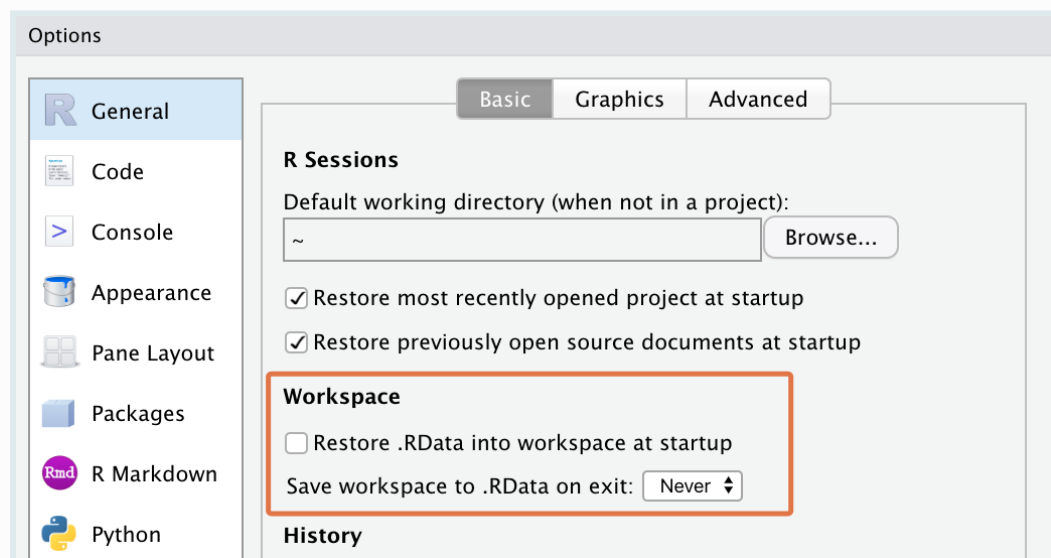 Options
General
Code
Console
Appearance
Pane Layout
Packages
Rmd R Markdown
Python
Basic Graphics Advanced
R Sessions
Default working directory (when not in a project):
~ Browse...
Restore most recently opened project at startup
Restore previously open source documents at startup
Workspace
Restore .RData into workspace at startup
Save workspace to .RData on exit: Never
History